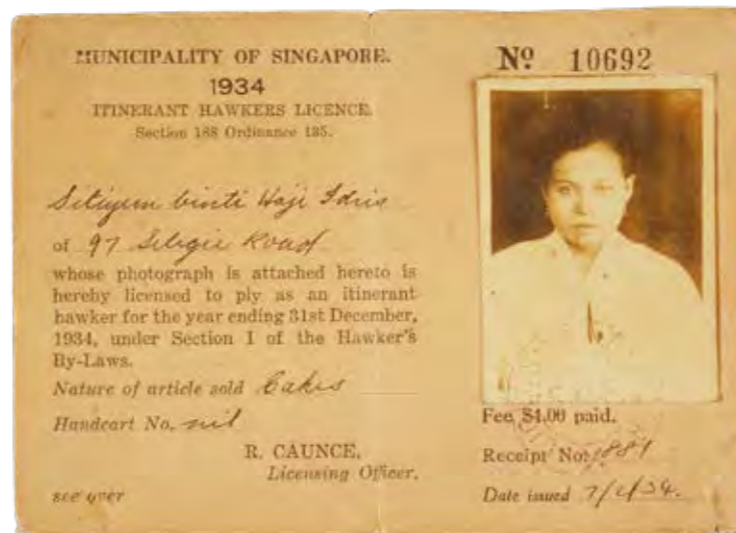 MUNICIPALITY OF SINGAPORE.
1934
ITINERANT HAWKERS LICENCE.
Section 188 Ordinance 135.
Sitiyem binti Haji Idris
of 97 Selegie Road
whose photograph is attached hereto is
hereby licensed to ply as an itinerant
hawker for the year ending 31st December,
1934, under Section I of the Hawker's
By-Laws.
Nature of article sold Cakes
Handcart No. nil
R. CAUNCE,
Licensing Officer.
see over
No 10692
Fee, $4.00 paid.
Receipt No:
Date issued